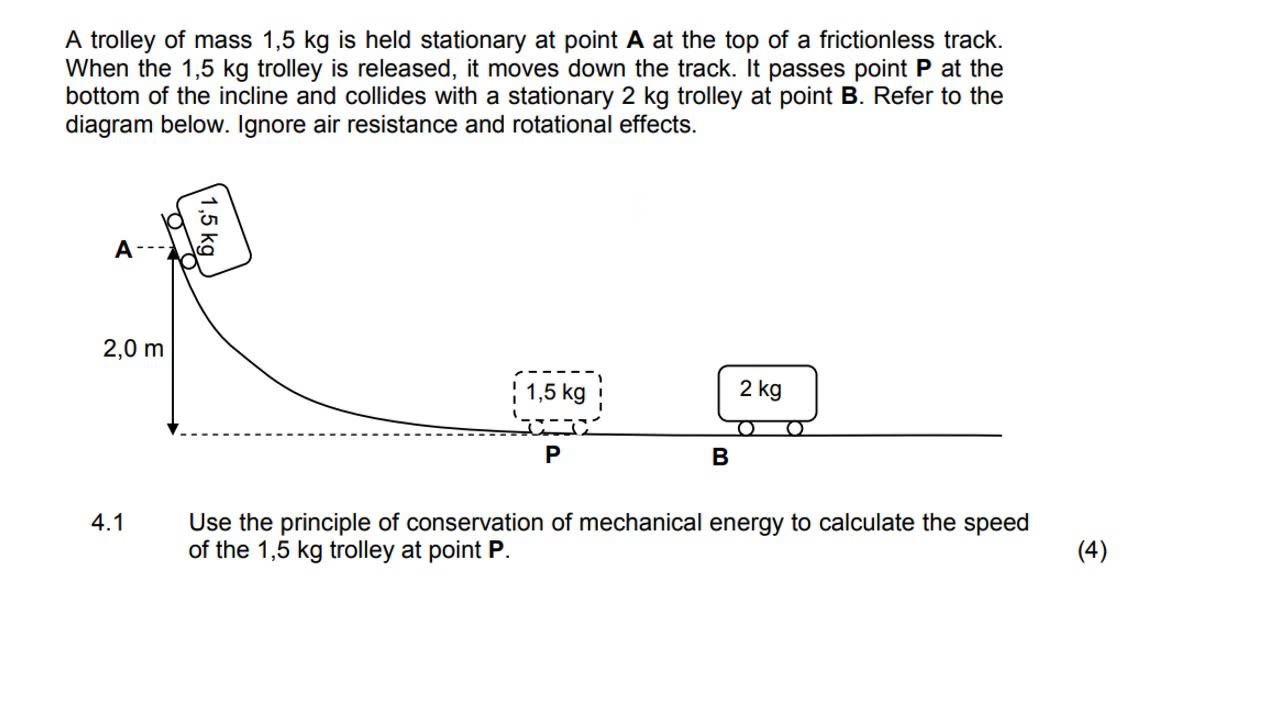 A trolley of mass 1,5 kg is held stationary at point A at the top of a frictionless track.
When the 1,5 kg trolley is released, it moves down the track. It passes point P at the
bottom of the incline and collides with a stationary 2 kg trolley at point B. Refer to the
diagram below. Ignore air resistance and rotational effects.
1,5 kg
A
2,0 m
1,5 kg
2 kg
P
B
4.1 Use the principle of conservation of mechanical energy to calculate the speed
of the 1,5 kg trolley at point P. (4)